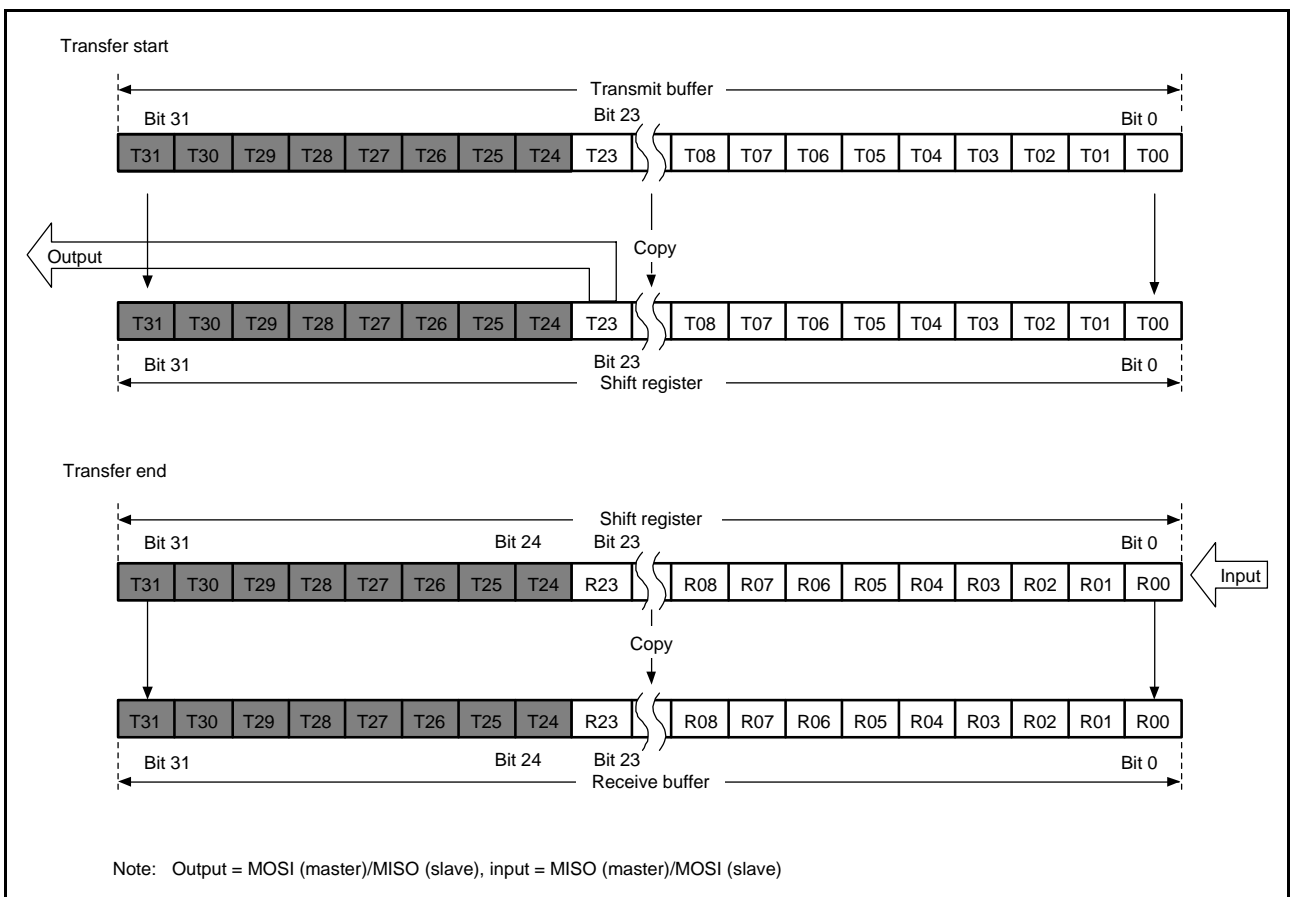 Transfer start
Transmit buffer
Bit 31 Bit 23 Bit 0
T31 T30 T29 T28 T27 T26 T25 T24 T23 T08 T07 T06 T05 T04 T03 T02 T01 T00
Output Copy
T31 T30 T29 T28 T27 T26 T25 T24 T23 T08 T07 T06 T05 T04 T03 T02 T01 T00
Bit 31 Bit 23 Bit 0
Shift register
Transfer end
Shift register
Bit 31 Bit 24 Bit 23 Bit 0
T31 T30 T29 T28 T27 T26 T25 T24 R23 R08 R07 R06 R05 R04 R03 R02 R01 R00 Input
Copy
T31 T30 T29 T28 T27 T26 T25 T24 R23 R08 R07 R06 R05 R04 R03 R02 R01 R00
Bit 31 Bit 24 Bit 23 Bit 0
Receive buffer
Note: Output = MOSI (master)/MISO (slave), input = MISO (master)/MOSI (slave)